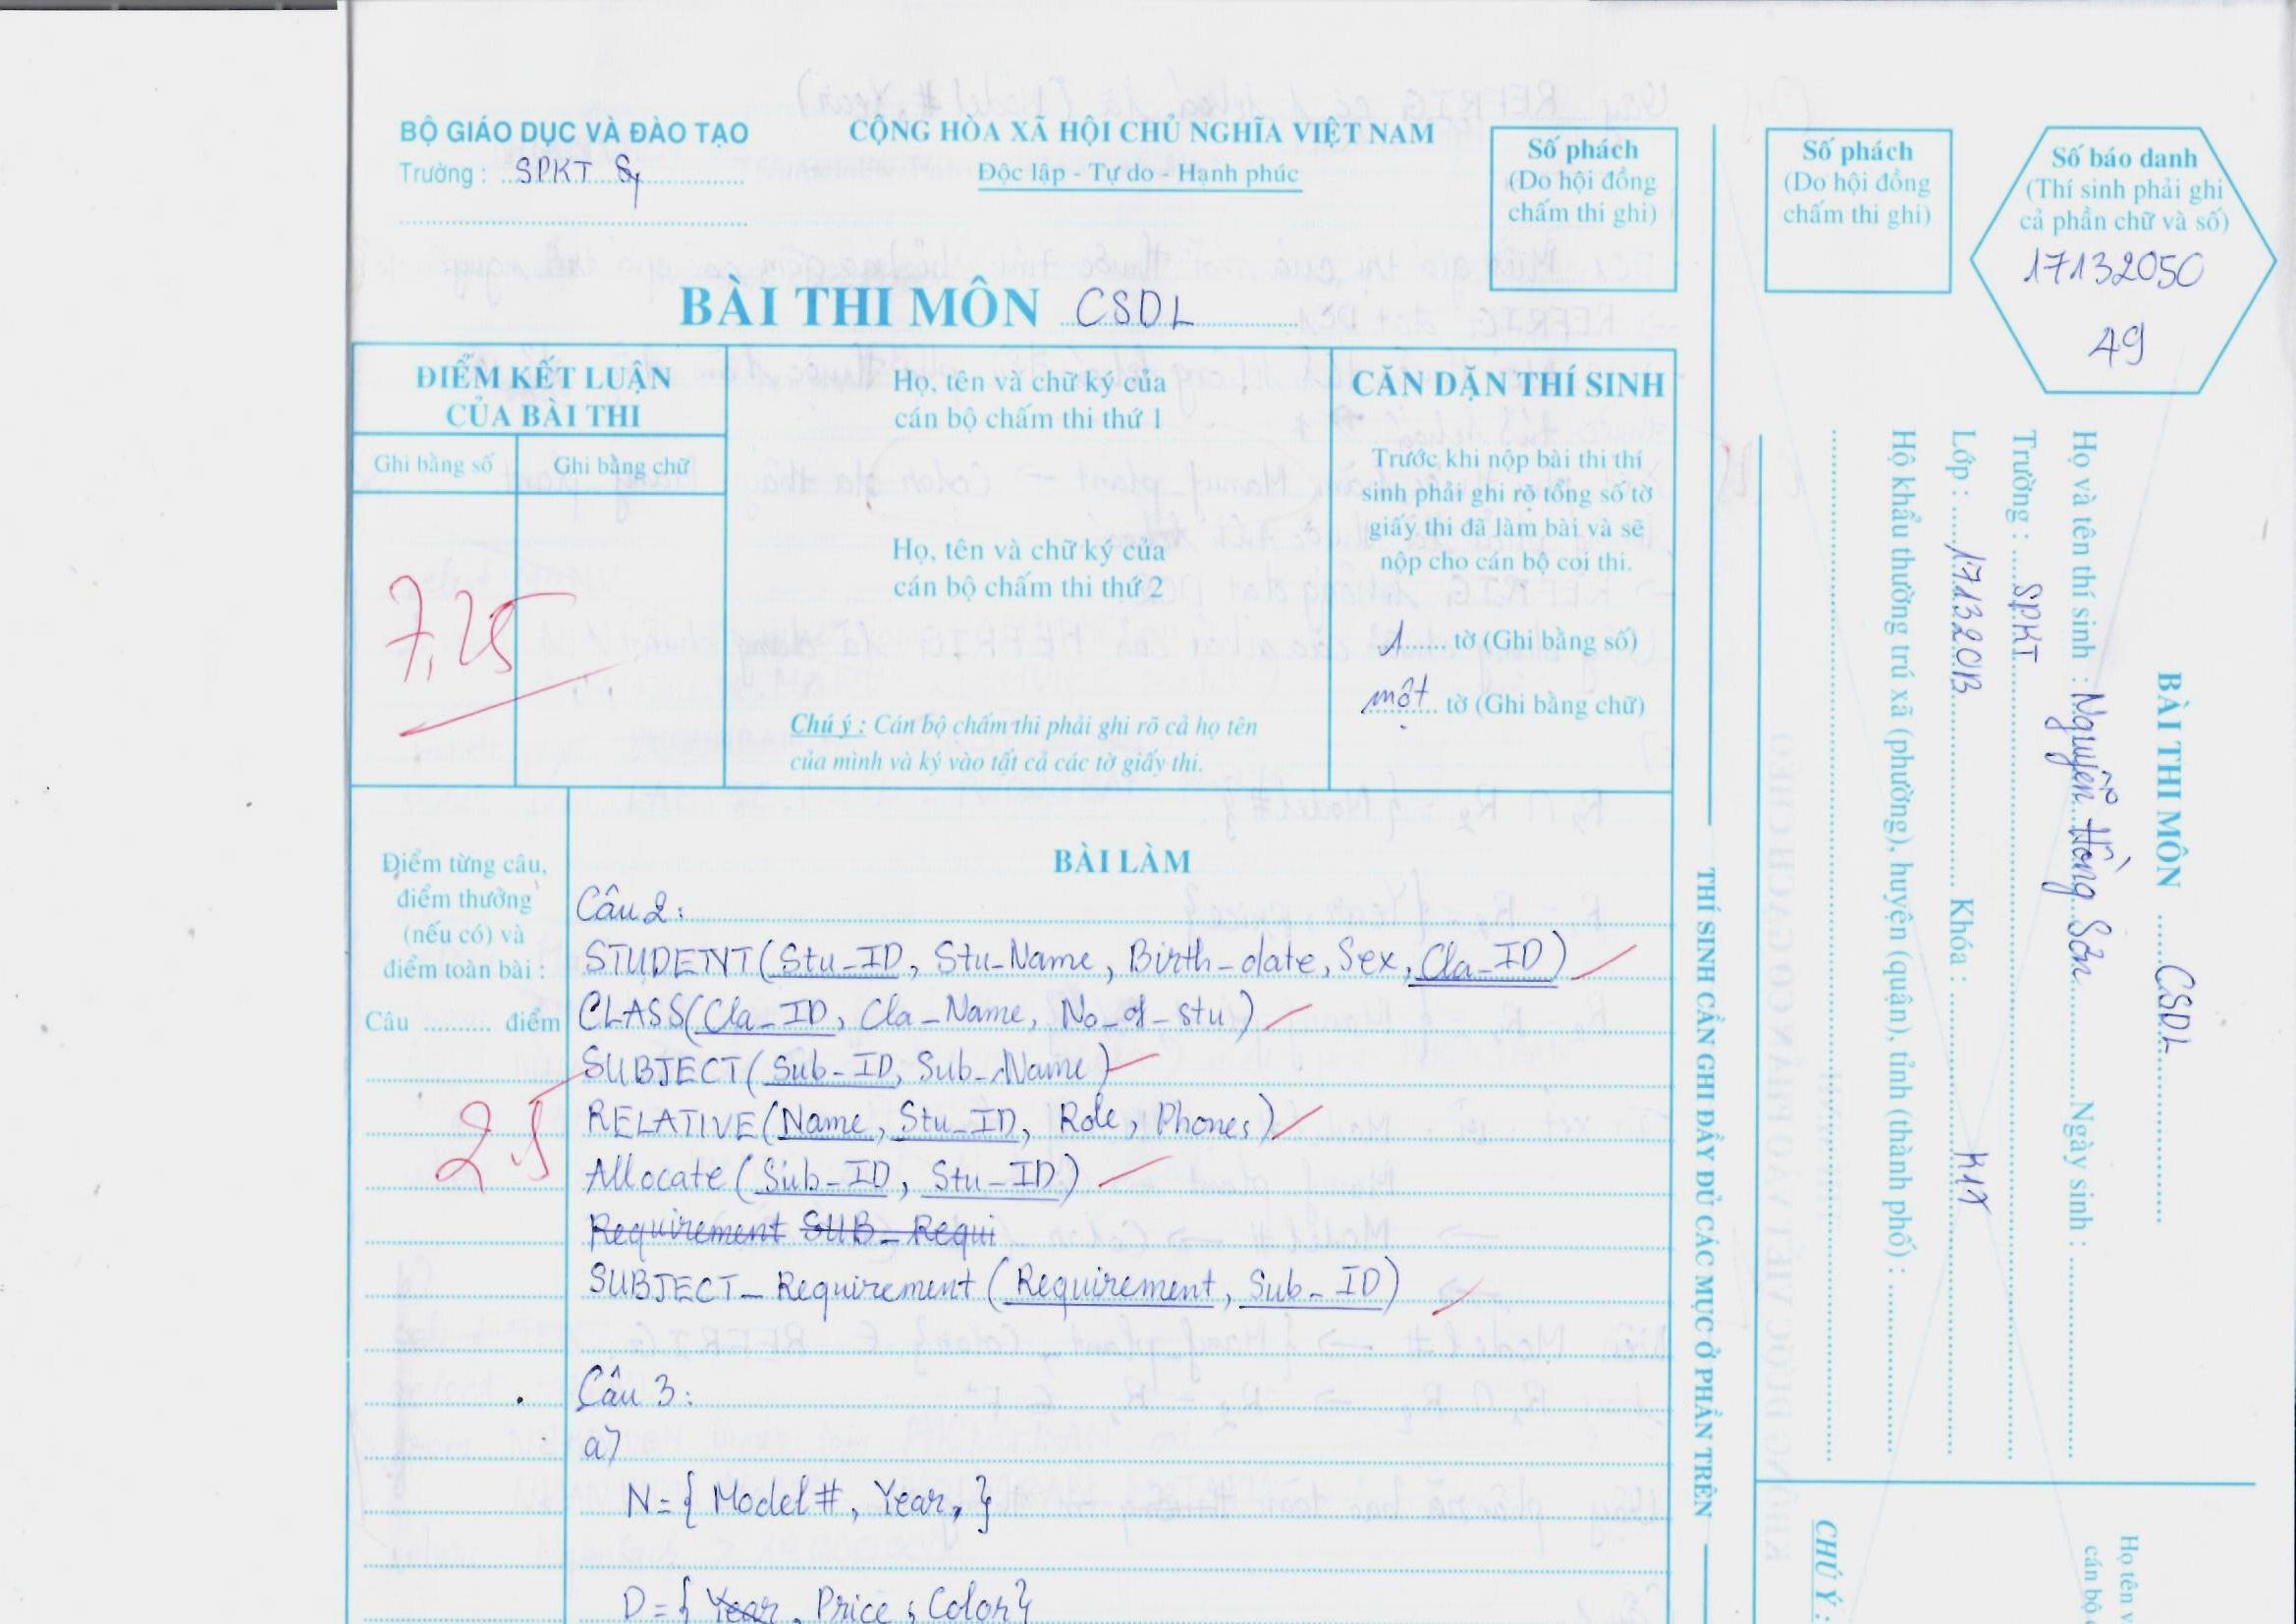 BỘ GIÁO DỤC VÀ ĐÀO TẠO
Trường : SPKT
CỘNG HÒA XÃ HỘI CHỦ NGHĨA VIỆT NAM
Độc lập - Tự do - Hạnh phúc
Số phách
(Do hội đồng
chấm thi ghi)
BÀI THI MÔN CSDL
ĐIỂM KẾT LUẬN
CỦA BÀI THI
Ghi bằng số
Ghi bằng chữ
7,25
Họ, tên và chữ ký của
cán bộ chấm thi thứ 1
Họ, tên và chữ ký của
cán bộ chấm thi thứ 2
Chú ý : Cán bộ chấm thi phải ghi rõ cả họ tên
của mình và ký vào tất cả các tờ giấy thi.
CĂN DẶN THÍ SINH
Trước khi nộp bài thi thí
sinh phải ghi rõ tổng số tờ
giấy thi đã làm bài và sẽ
nộp cho cán bộ coi thi.
1 tờ (Ghi bằng số)
một tờ (Ghi bằng chữ)
Điểm từng câu,
điểm thưởng
(nếu có) và
điểm toàn bài :
Câu ........... điểm
2.5
BÀI LÀM
Câu 2:
STUDENT(Stu_ID, Stu_Name, Birth_date, Sex, Cla_ID)
CLASS(Cla_ID, Cla_Name, No_of_stu)
SUBJECT(Sub_ID, Sub_Name)
RELATIVE(Name, Stu_ID, Role, Phones)
Allocate (Sub_ID, Stu_ID)
Requirement SUB_Requi
SUBJECT_Requirement (Requirement, Sub_ID)
Câu 3:
a)
N={ Model#, Year, }
D={ Year, Price, Color}
THÍ SINH CẦN GHI ĐẦY ĐỦ CÁC MỤC Ở PHẦN TRÊN
Số phách
(Do hội đồng
chấm thi ghi)
Số báo danh
(Thí sinh phải ghi
cả phần chữ và số)
17132050
49
BÀI THI MÔN CSDL
Họ và tên thí sinh : Nguyễn Hồng Sơn Ngày sinh :
Trường : SPKT
Lớp : 171320B Khóa : K17
Hộ khẩu thường trú xã (phường), huyện (quận), tỉnh (thành phố) :
CHÚ Ý :
Họ tên v
cán bộ